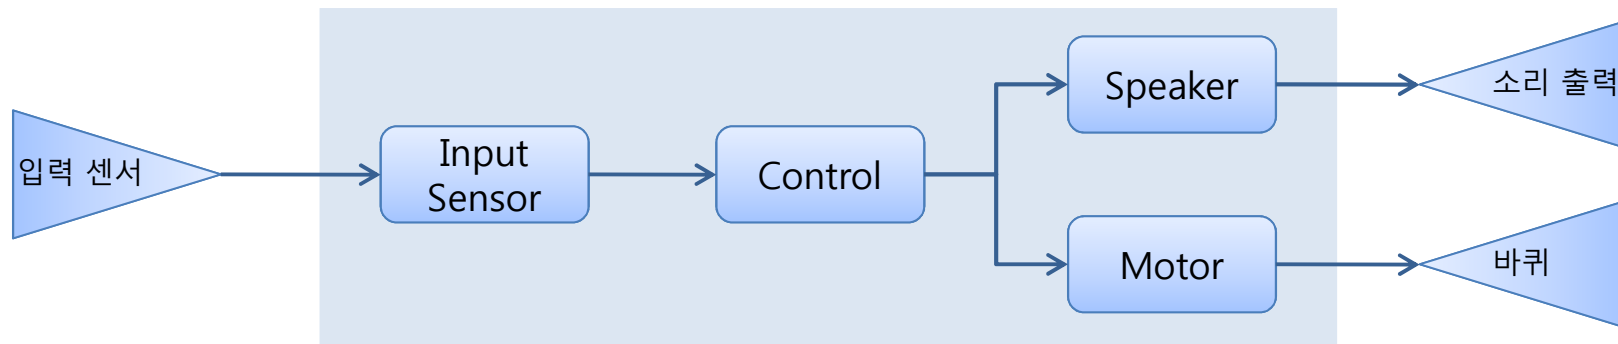 입력 센서
Input
Sensor
Control
Speaker
소리 출력
Motor
바퀴